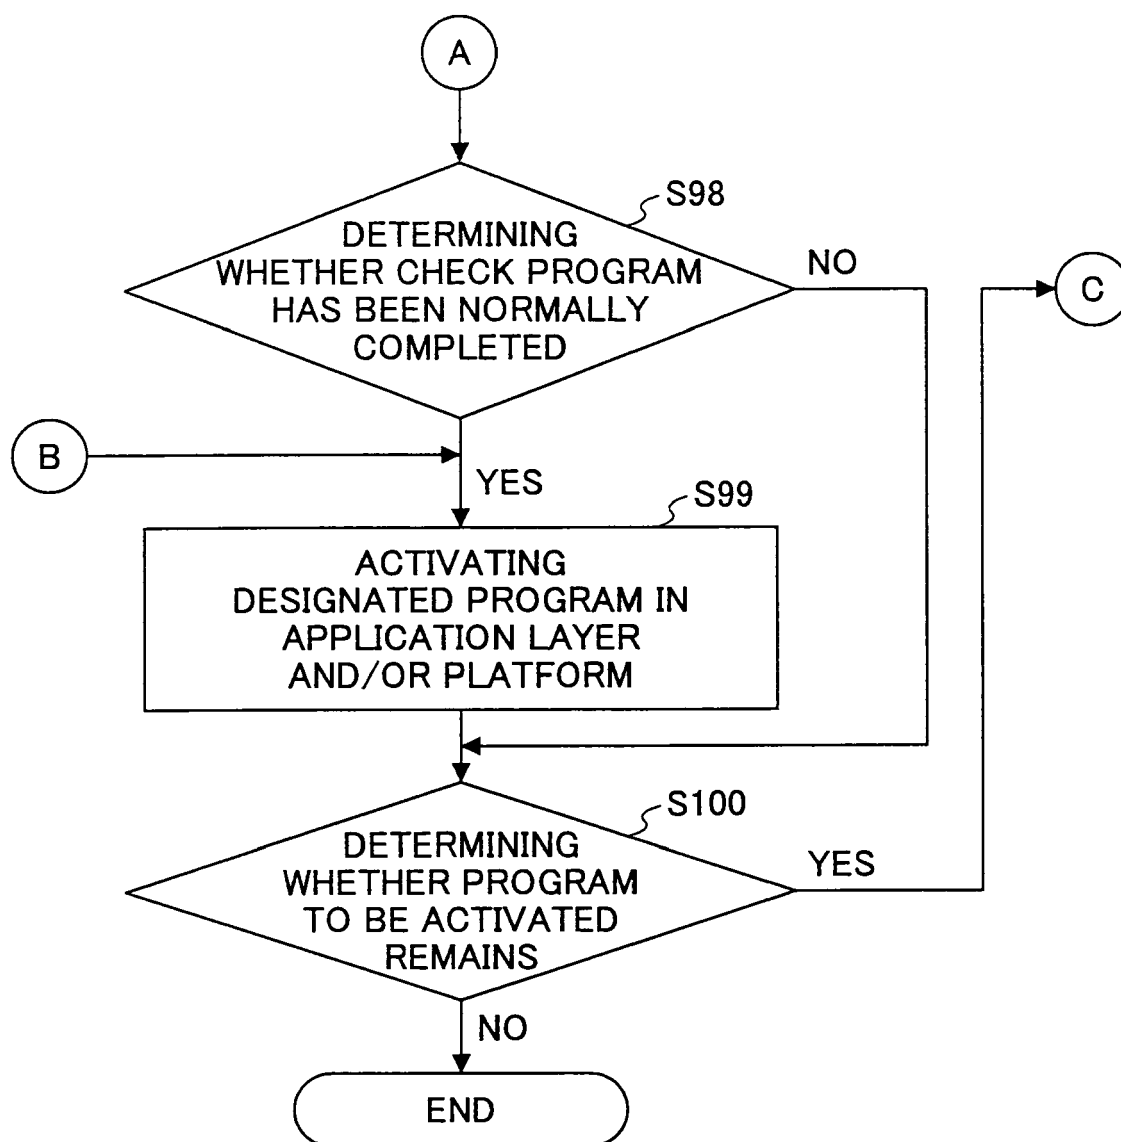 A
S98
DETERMINING
WHETHER CHECK PROGRAM
HAS BEEN NORMALLY
COMPLETED
NO
C
B
YES
S99
ACTIVATING
DESIGNATED PROGRAM IN
APPLICATION LAYER
AND/OR PLATFORM
S100
DETERMINING
WHETHER PROGRAM
TO BE ACTIVATED
REMAINS
YES
NO
END